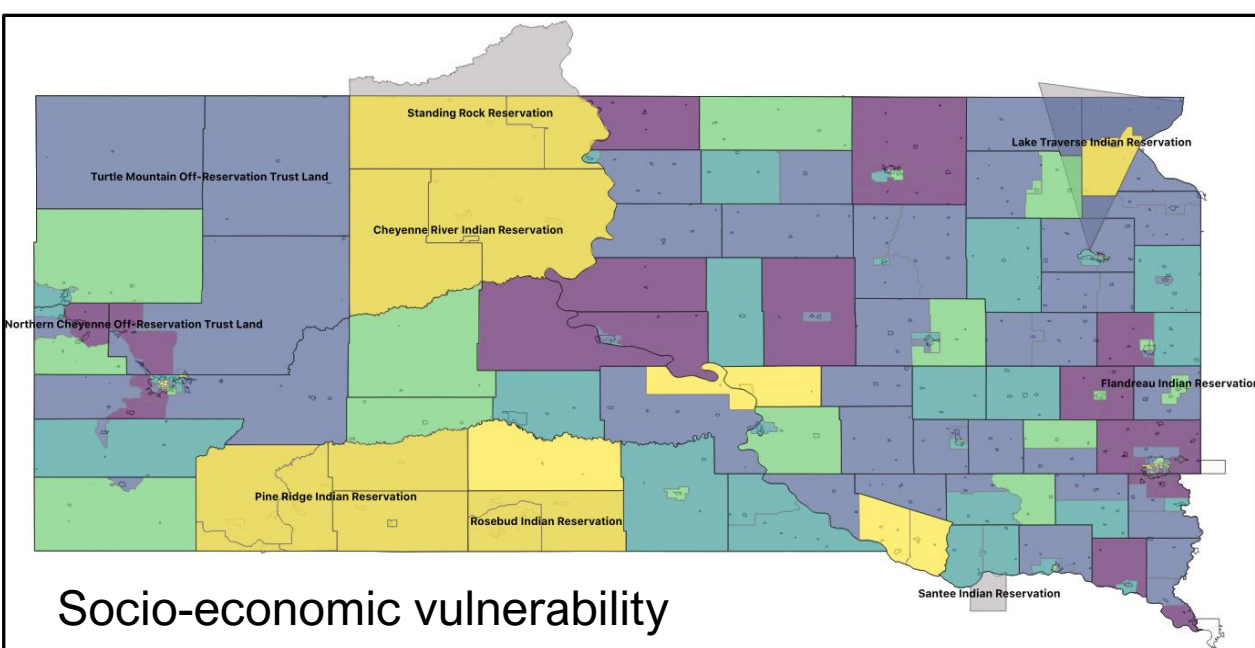 Standing Rock Reservation
Lake Traverse Indian Reservation
Turtle Mountain Off-Reservation Trust Land
Cheyenne River Indian Reservation
Northern Cheyenne Off-Reservation Trust Land
Flandreau Indian Reservation
Pine Ridge Indian Reservation
Rosebud Indian Reservation
Santee Indian Reservation
Socio-economic vulnerability